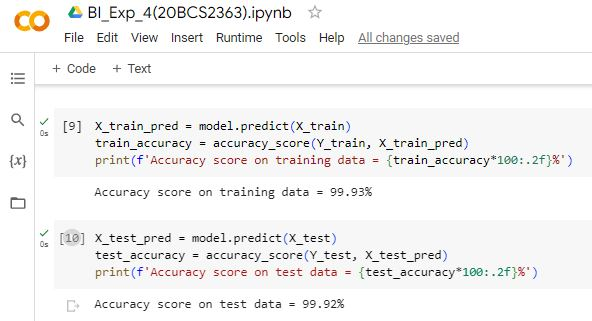 BI_Exp_4(20BCS2363).ipynb
File Edit View Insert Runtime Tools Help All changes saved
+ Code + Text
[9] X_train_pred = model.predict(X_train)
0s train_accuracy = accuracy_score(Y_train, X_train_pred)
{x} print(f'Accuracy score on training data = {train_accuracy*100:.2f}%')
Accuracy score on training data = 99.93%
[10] X_test_pred = model.predict(X_test)
0s test_accuracy = accuracy_score(Y_test, X_test_pred)
print(f'Accuracy score on test data = {test_accuracy*100:.2f}%')
Accuracy score on test data = 99.92%